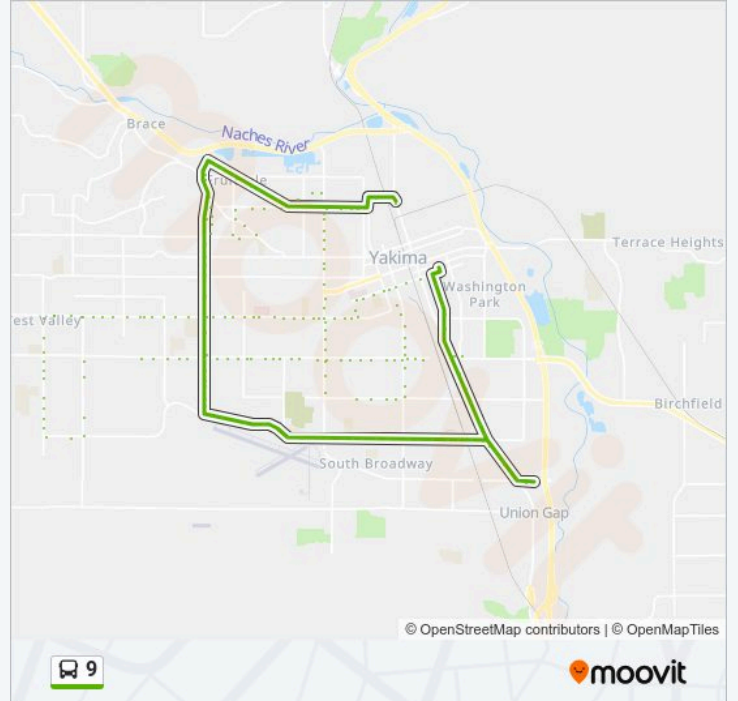 Brace
Naches River
Fruitvale
Yakima
Terrace Heights
Washington
Park
est Valley
Birchfield
South Broadway
Union Gap
© OpenStreetMap contributors | © OpenMapTiles
9
moovit